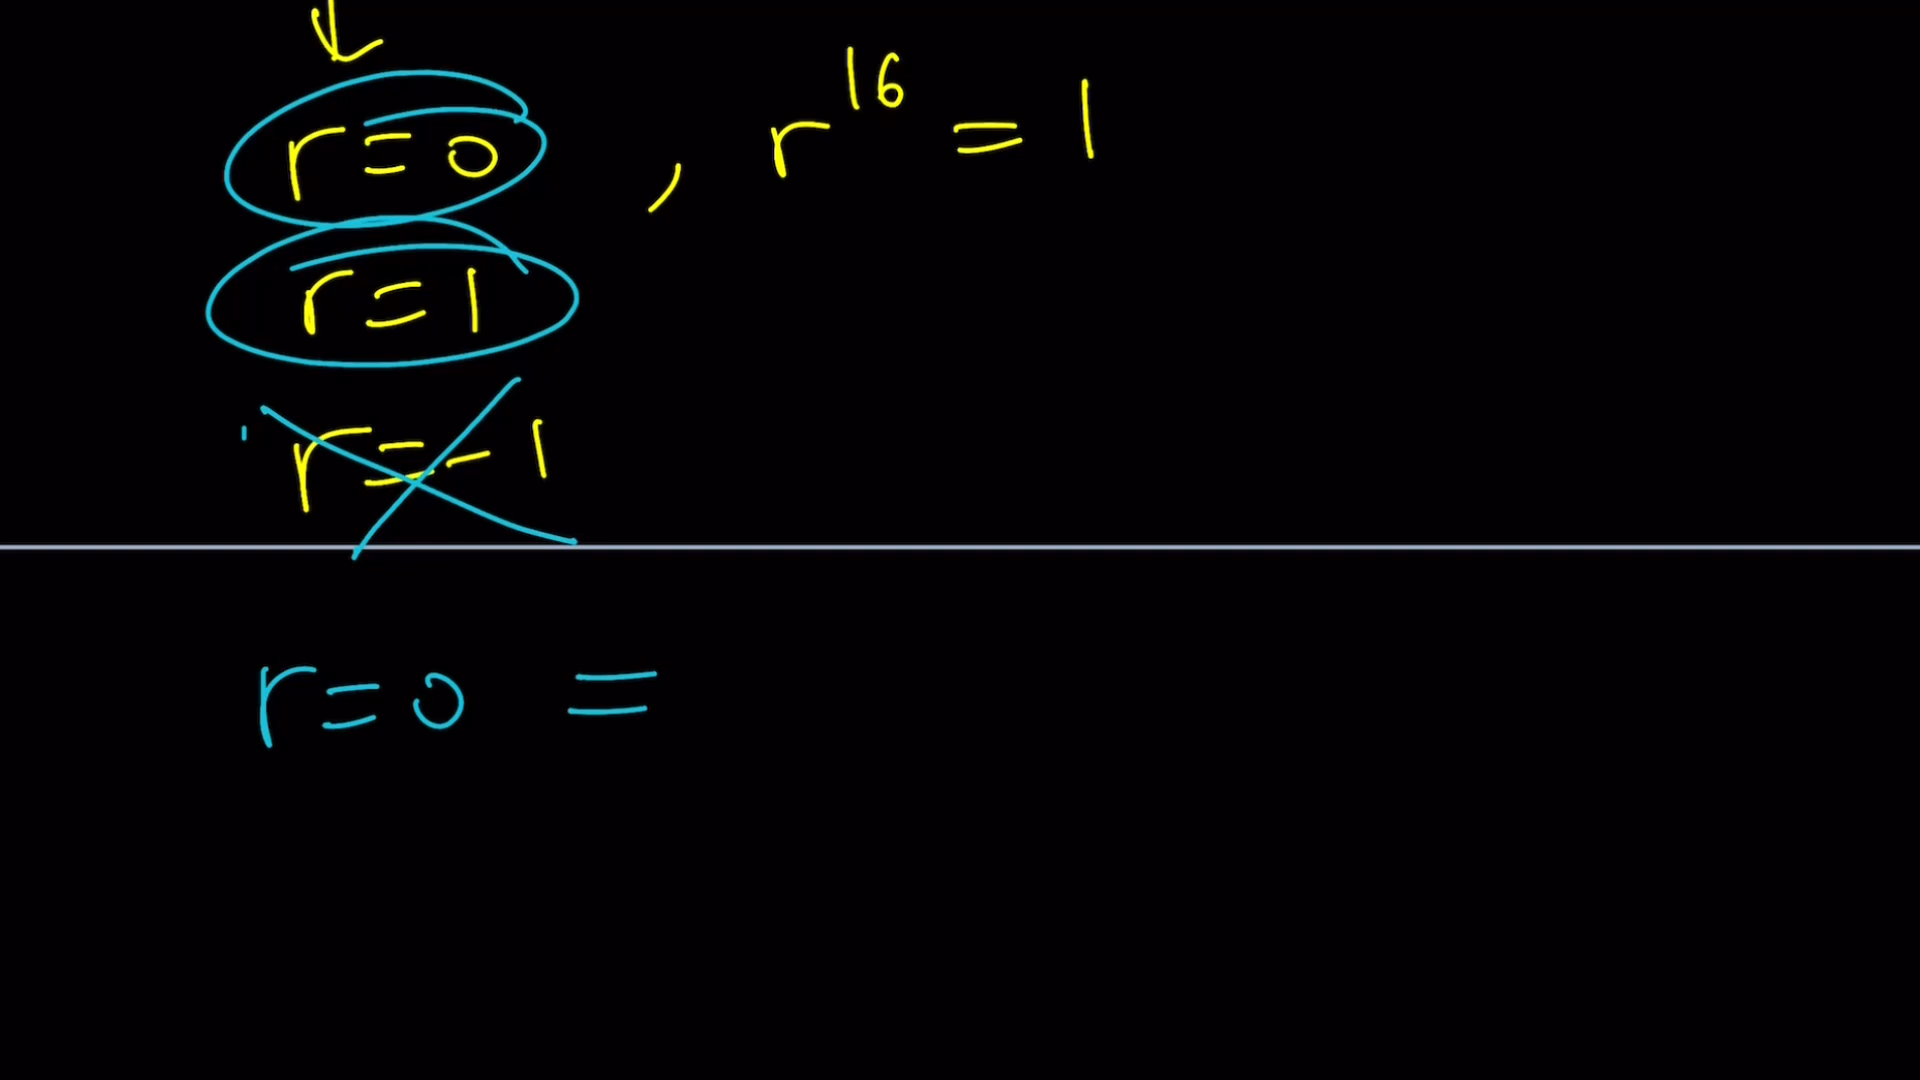 r = 0 , r^16 = 1
r = 1
r = -1
r = 0 =